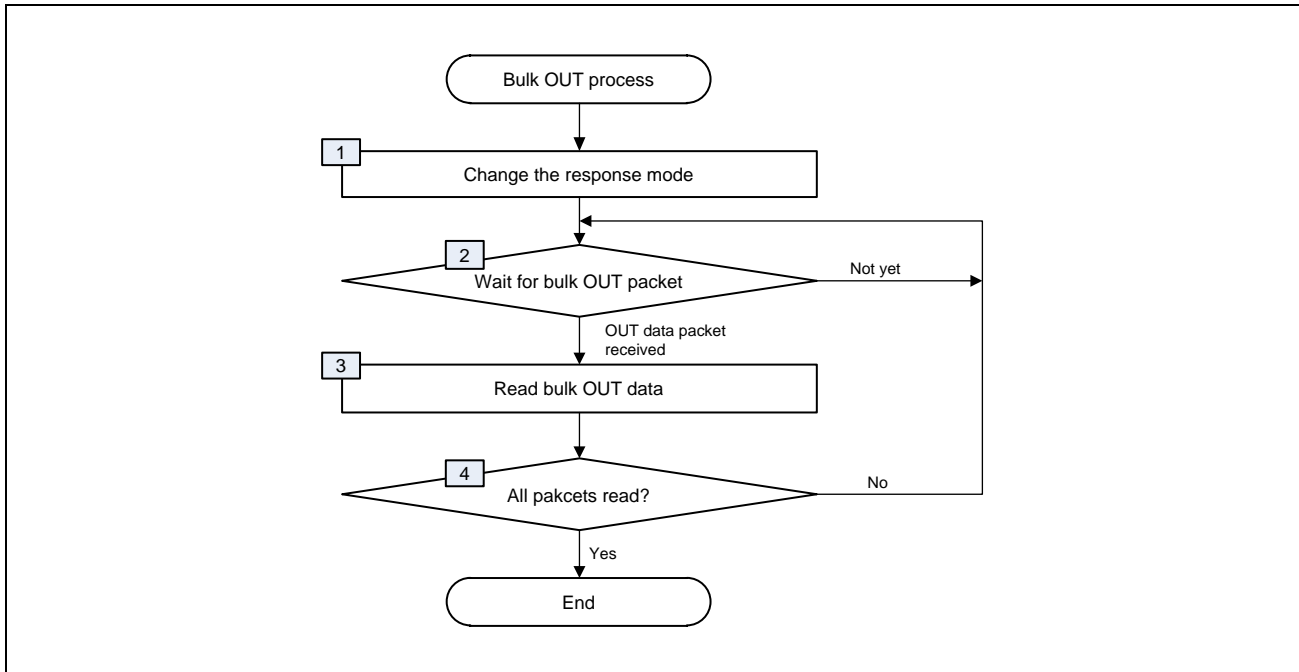 Bulk OUT process
1
Change the response mode
2
Wait for bulk OUT packet
Not yet
OUT data packet
received
3
Read bulk OUT data
4
All pakcets read?
No
Yes
End